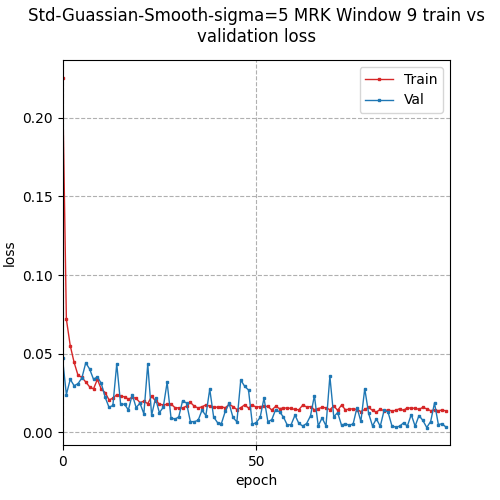 Std-Guassian-Smooth-sigma=5 MRK Window 9 train vs
validation loss
Train
Val
0.20
0.15
0.10
0.05
0.00
loss
0
50
epoch